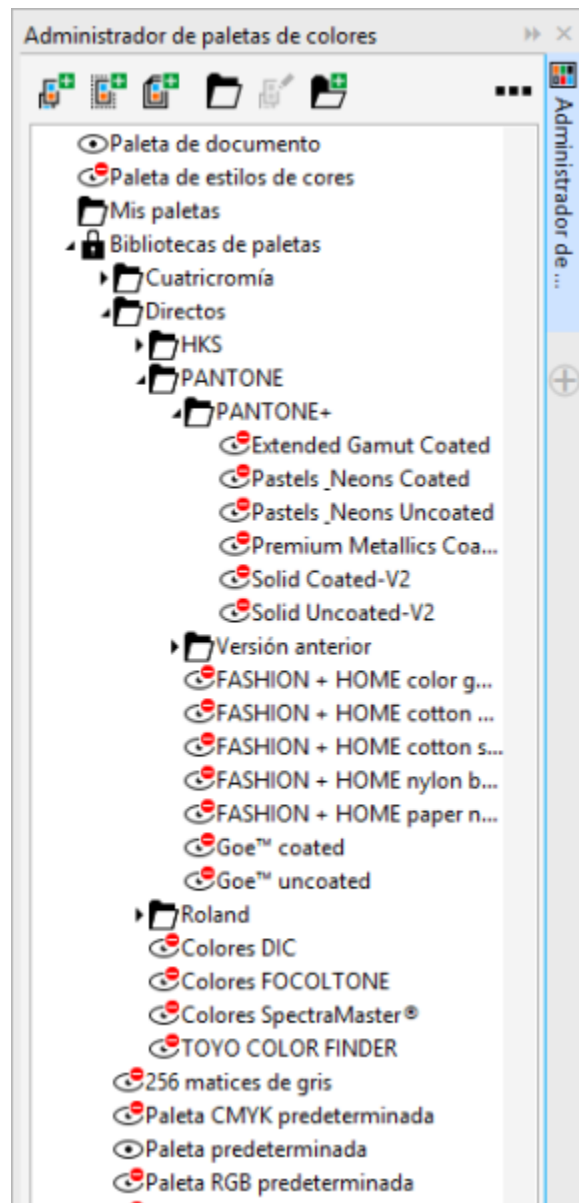 Administrador de paletas de colores
Paleta de documento
Paleta de estilos de cores
Mis paletas
Bibliotecas de paletas
Cuatricromía
Directos
HKS
PANTONE
PANTONE+
Extended Gamut Coated
Pastels _Neons Coated
Pastels _Neons Uncoated
Premium Metallics Coa...
Solid Coated-V2
Solid Uncoated-V2
Versión anterior
FASHION + HOME color g...
FASHION + HOME cotton ...
FASHION + HOME cotton s...
FASHION + HOME nylon b...
FASHION + HOME paper n...
Goe™ coated
Goe™ uncoated
Roland
Colores DIC
Colores FOCOLTONE
Colores SpectraMaster®
TOYO COLOR FINDER
256 matices de gris
Paleta CMYK predeterminada
Paleta predeterminada
Paleta RGB predeterminada
Administrador de ...